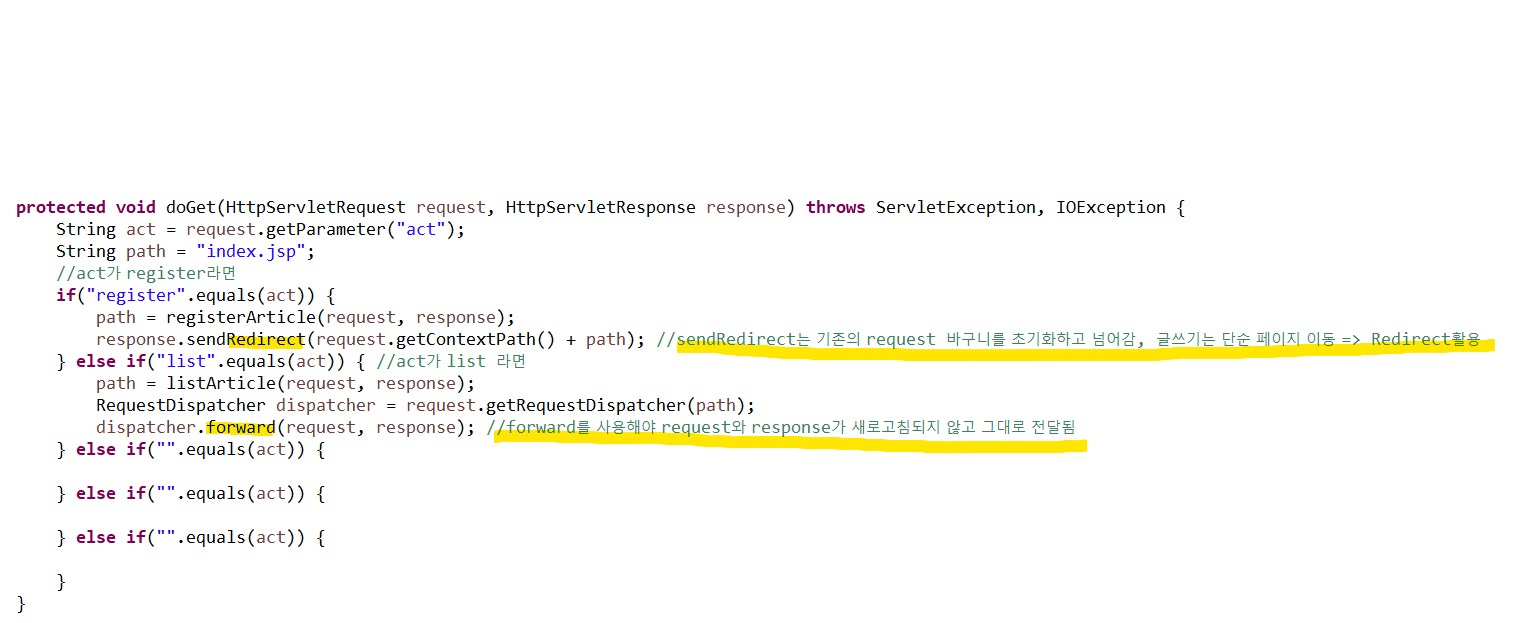 protected void doGet(HttpServletRequest request, HttpServletResponse response) throws ServletException, IOException {
String act = request.getParameter("act");
String path = "index.jsp";
//act가 register라면
if("register".equals(act)) {
path = registerArticle(request, response);
response.sendRedirect(request.getContextPath() + path); //sendRedirect는 기존의 request 바구니를 초기화하고 넘어감, 글쓰기는 단순 페이지 이동 => Redirect활용
} else if("list".equals(act)) { //act가 list 라면
path = listArticle(request, response);
RequestDispatcher dispatcher = request.getRequestDispatcher(path);
dispatcher.forward(request, response); //forward를 사용해야 request와 response가 새로고침되지 않고 그대로 전달됨
} else if("".equals(act)) {
} else if("".equals(act)) {
} else if("".equals(act)) {
}
}